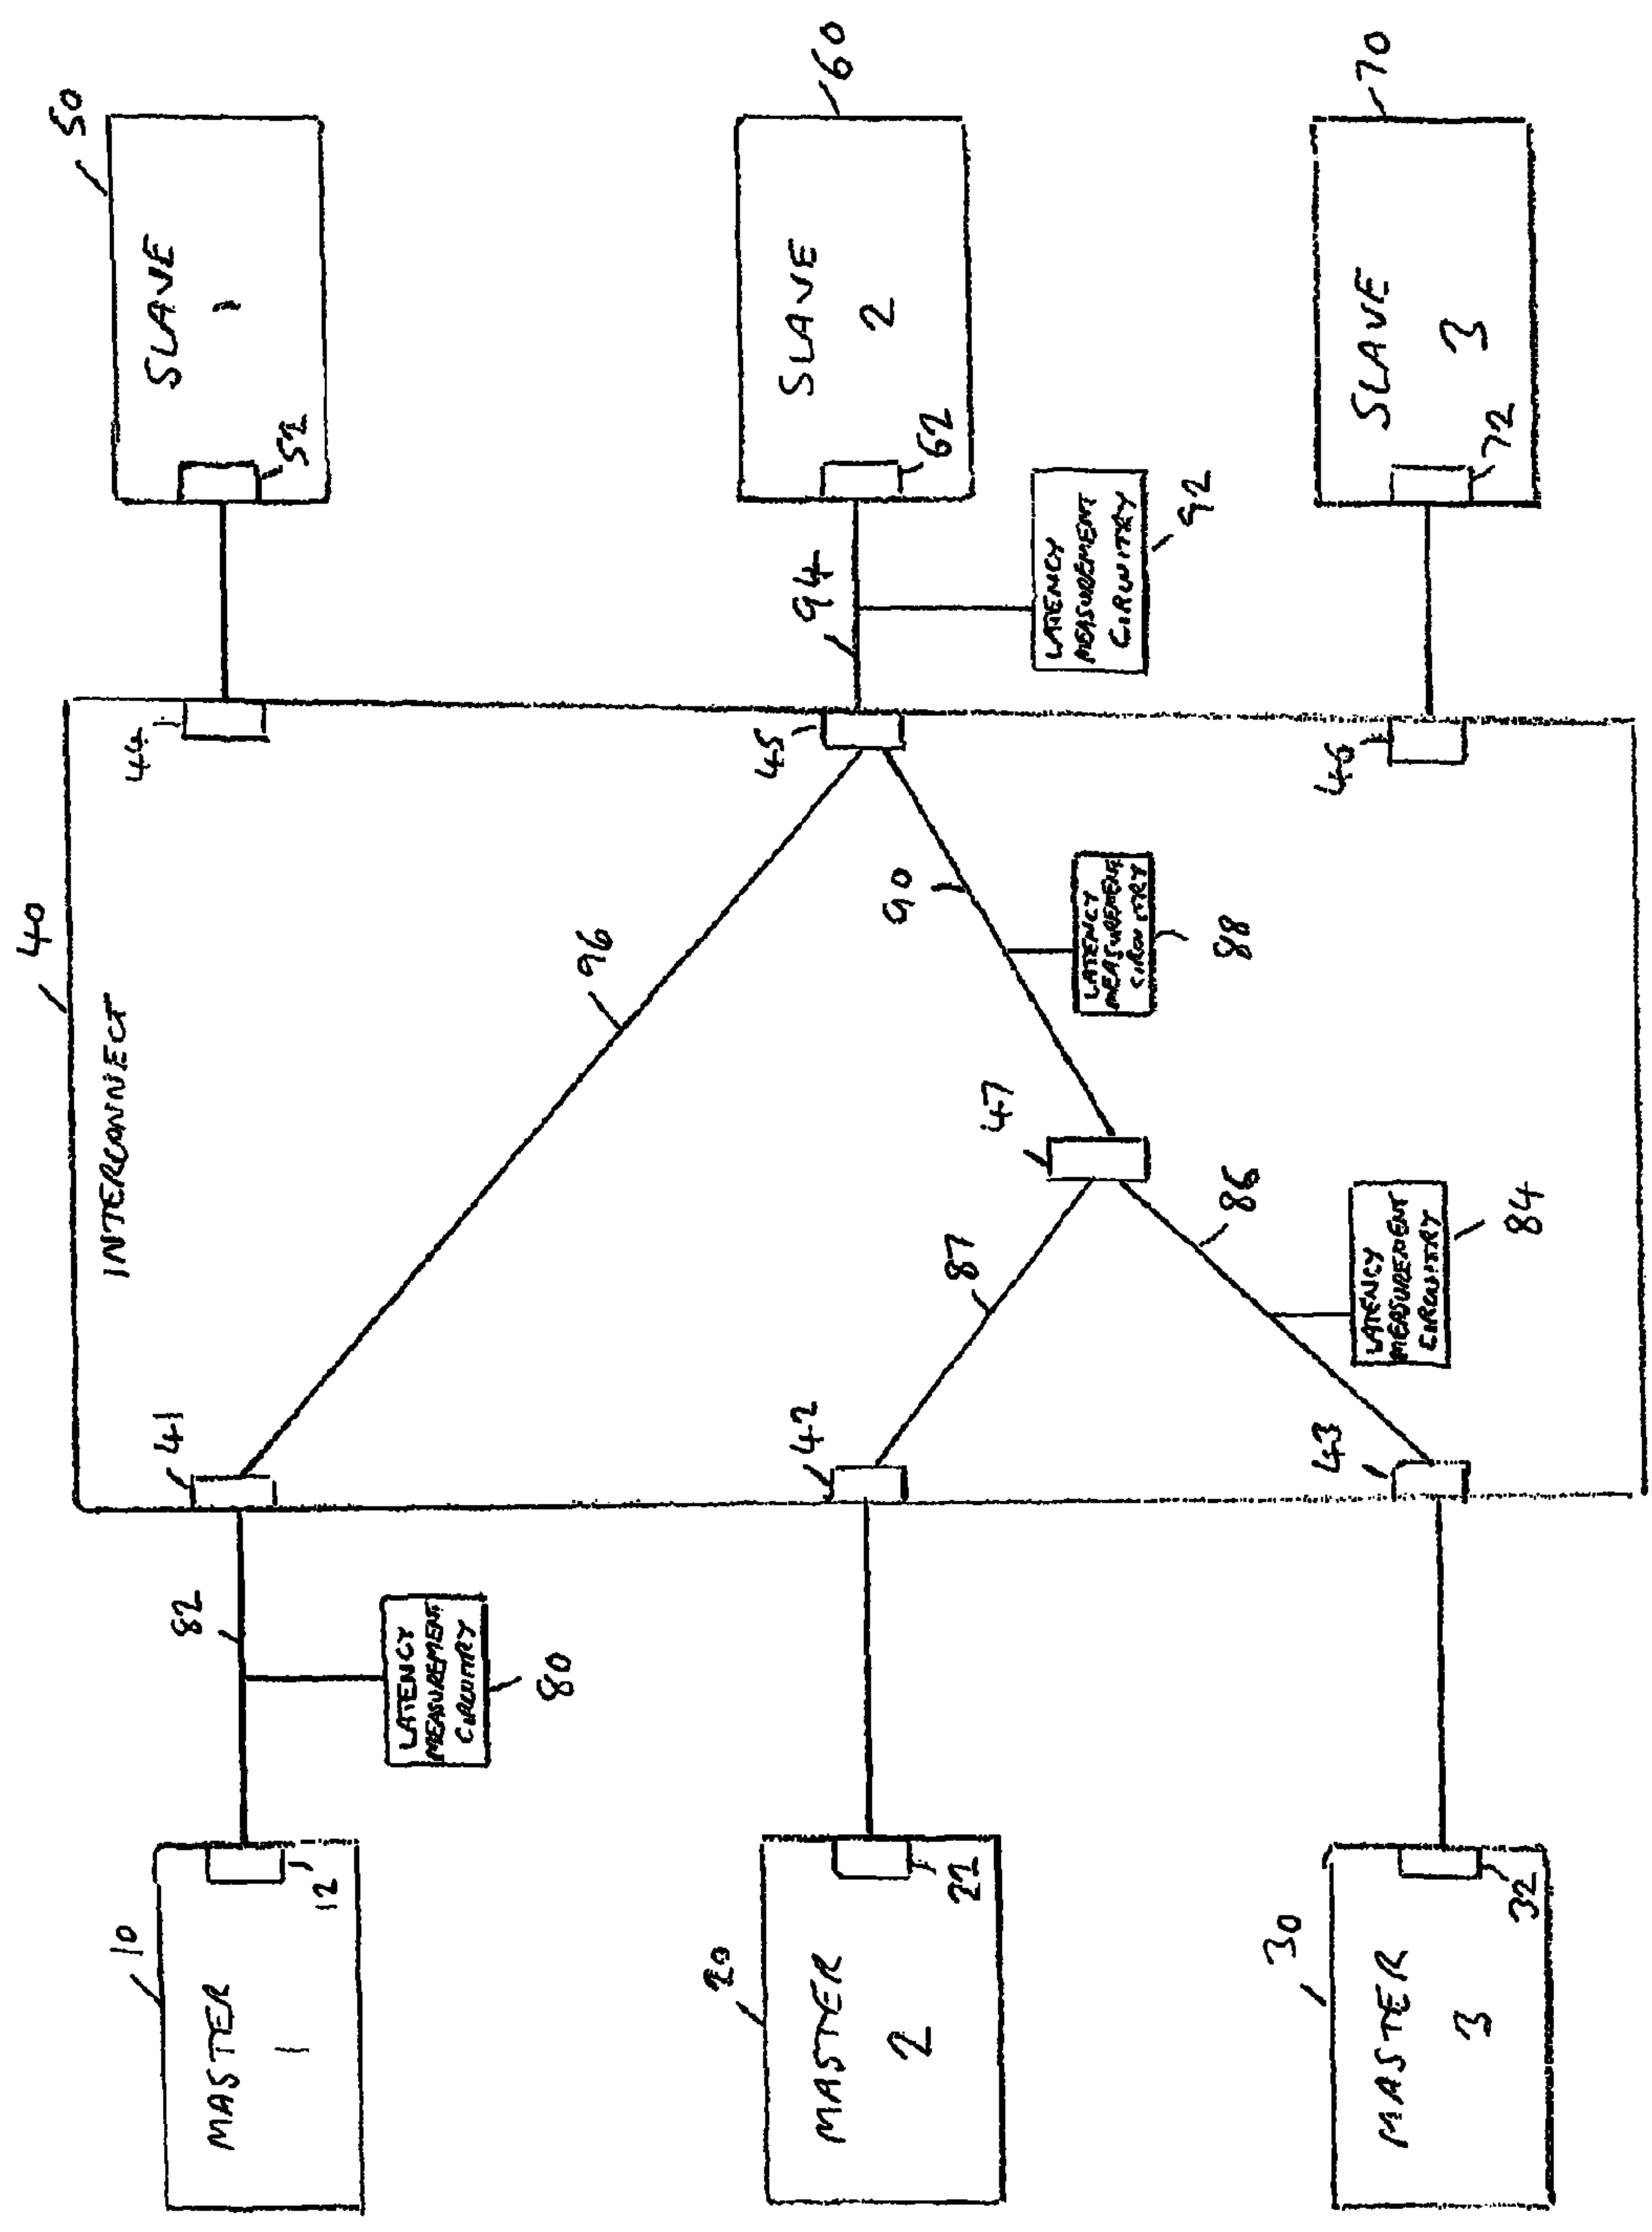 10
MASTER
1
12
82
LATENCY
MEASUREMENT
CIRCUITRY
80
40
INTERCONNECT
41
96
44
50
SLAVE
1
52
20
MASTER
2
22
42
87
47
90
45
94
60
SLAVE
2
62
LATENCY
MEASUREMENT
CIRCUITRY
88
LATENCY
MEASUREMENT
CIRCUITRY
92
30
MASTER
3
32
43
86
LATENCY
MEASUREMENT
CIRCUITRY
84
46
70
SLAVE
3
72